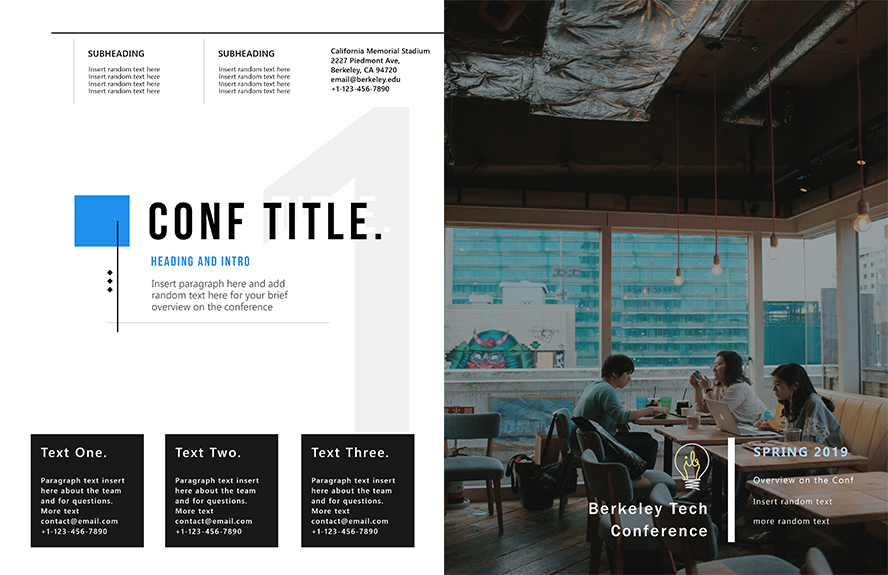 SUBHEADING
Insert random text here
Insert random text here
Insert random text here
Insert random text here
SUBHEADING
Insert random text here
Insert random text here
Insert random text here
Insert random text here
California Memorial Stadium
2227 Piedmont Ave,
Berkeley, CA 94720
email@berkeley.edu
+1-123-456-7890
1
CONF TITLE.
HEADING AND INTRO
Insert paragraph here and add
random text here for your brief
overview on the conference
Text One.
Paragraph text insert
here about the team
and for questions.
More text
contact@email.com
+1-123-456-7890
Text Two.
Paragraph text insert
here about the team
and for questions.
More text
contact@email.com
+1-123-456-7890
Text Three.
Paragraph text insert
here about the team
and for questions.
More text
contact@email.com
+1-123-456-7890
ib
Berkeley Tech
Conference
SPRING 2019
Overview on the Conf
Insert random text
more random text